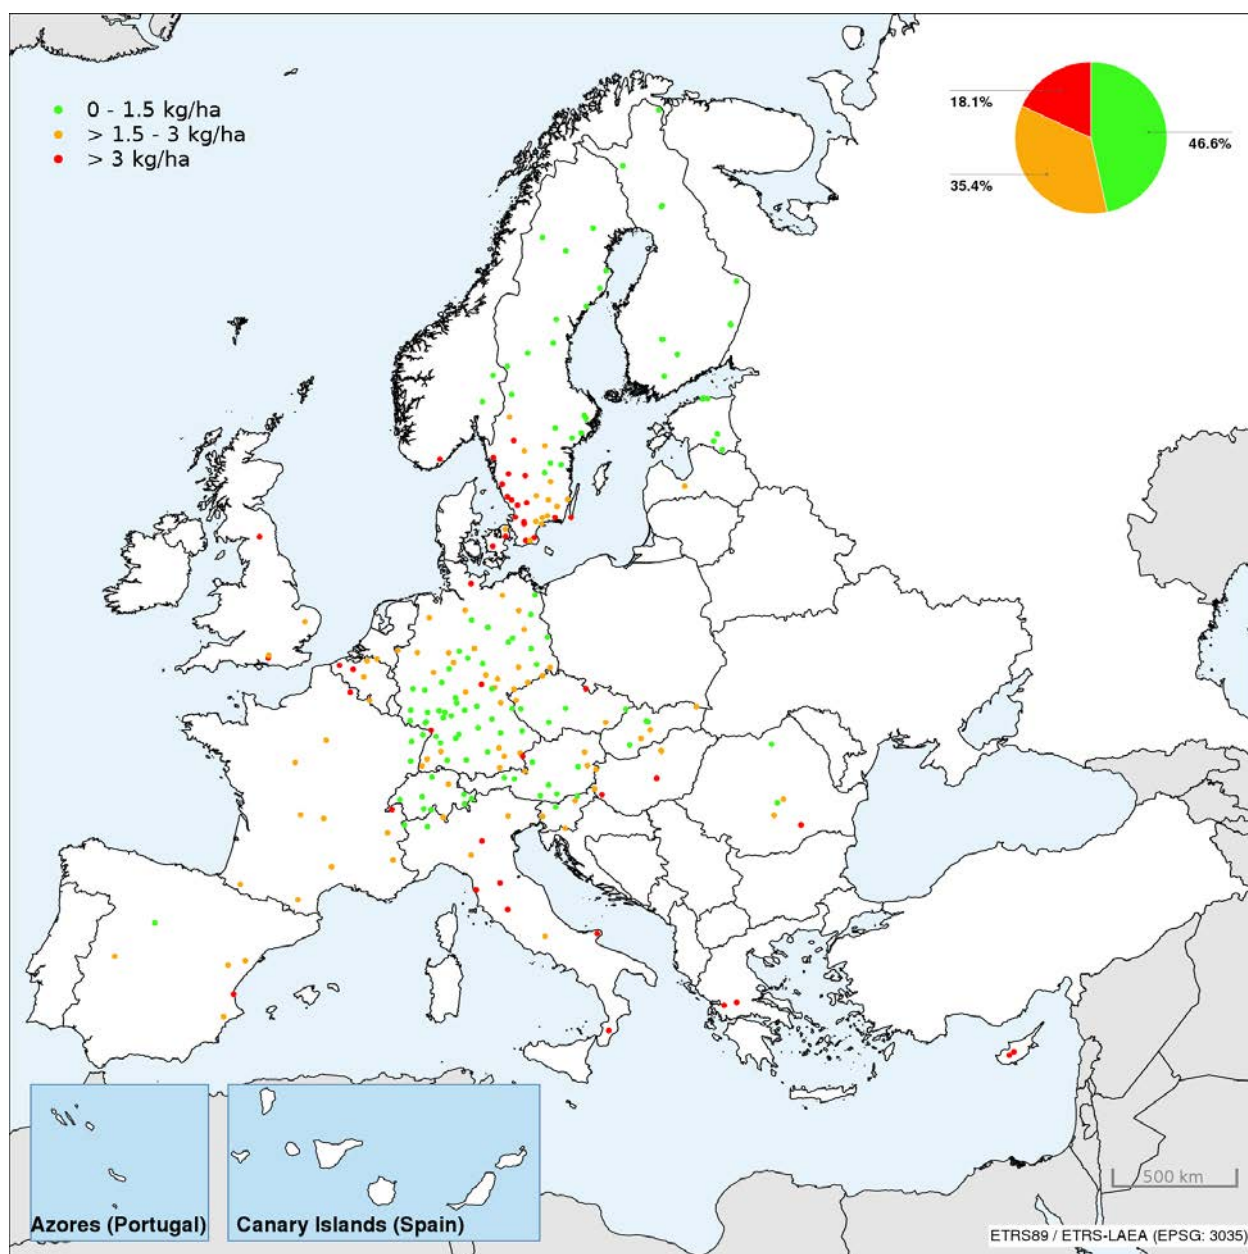 0 - 1.5 kg/ha
> 1.5 - 3 kg/ha
> 3 kg/ha
18.1%
46.6%
35.4%
500 km
Azores (Portugal)
Canary Islands (Spain)
ETRS89 / ETRS-LAEA (EPSG: 3035)